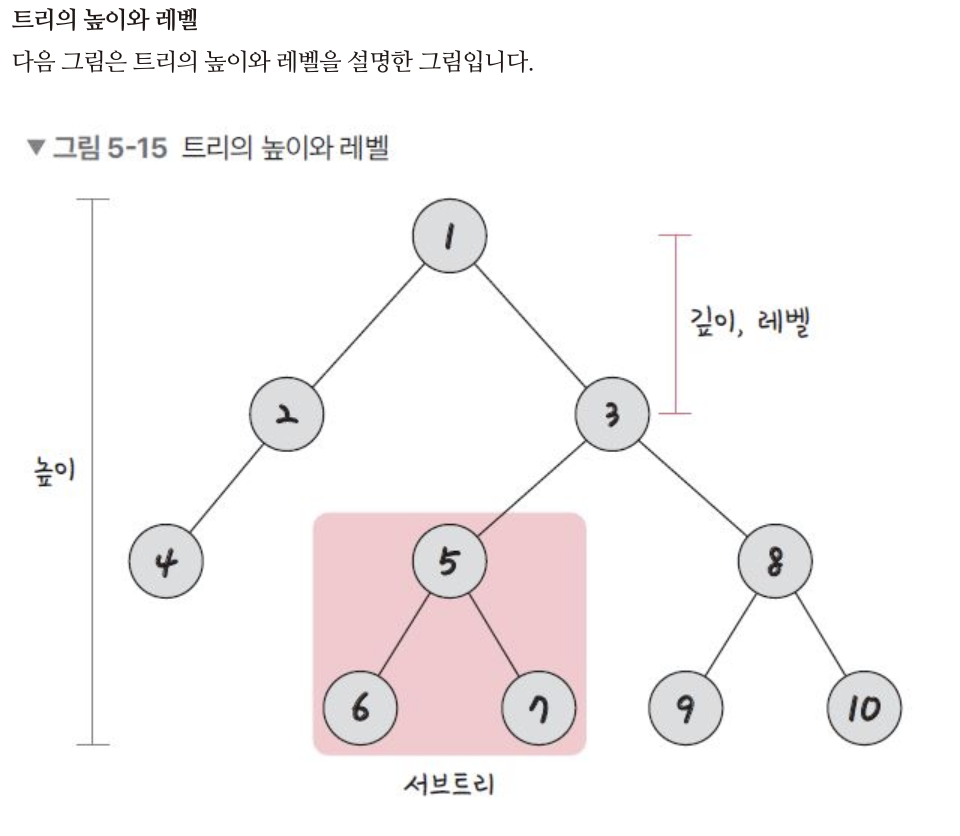 트리의 높이와 레벨
다음 그림은 트리의 높이와 레벨을 설명한 그림입니다.
▼ 그림 5-15 트리의 높이와 레벨
1
깊이, 레벨
2
3
높이
4
5
8
6
7
9
10
서브트리